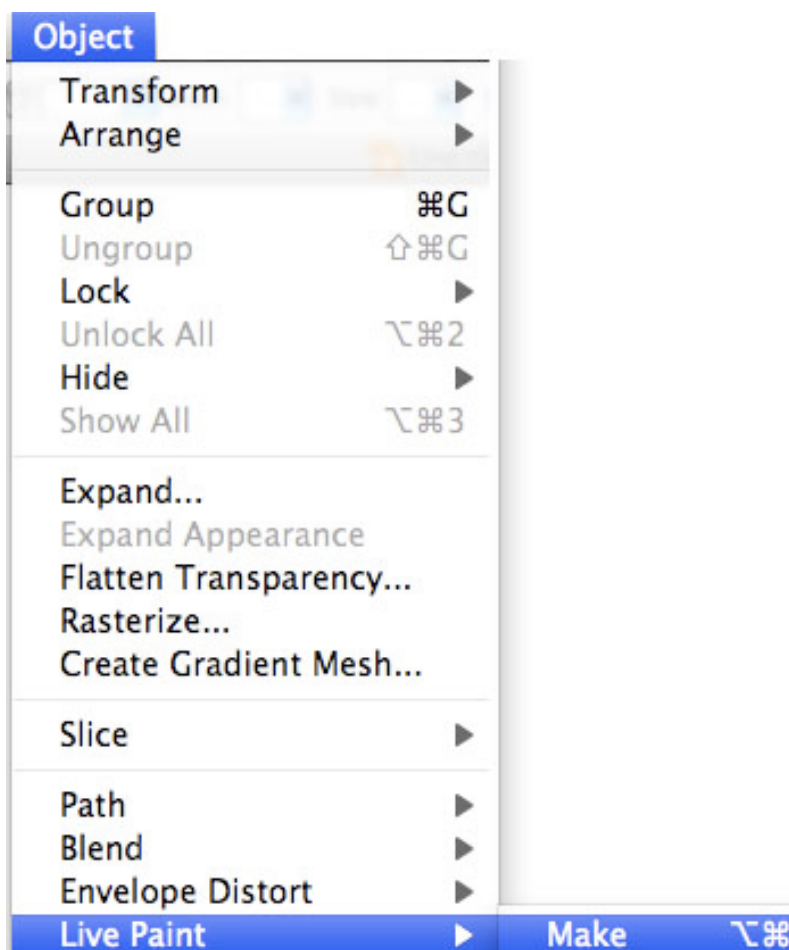 Object
Transform ▶
Arrange ▶
Group ⌘G
Ungroup ⇧⌘G
Lock ▶
Unlock All ⌥⌘2
Hide ▶
Show All ⌥⌘3
Expand...
Expand Appearance
Flatten Transparency...
Rasterize...
Create Gradient Mesh...
Slice ▶
Path ▶
Blend ▶
Envelope Distort ▶
Live Paint ▶ Make ⌥⌘